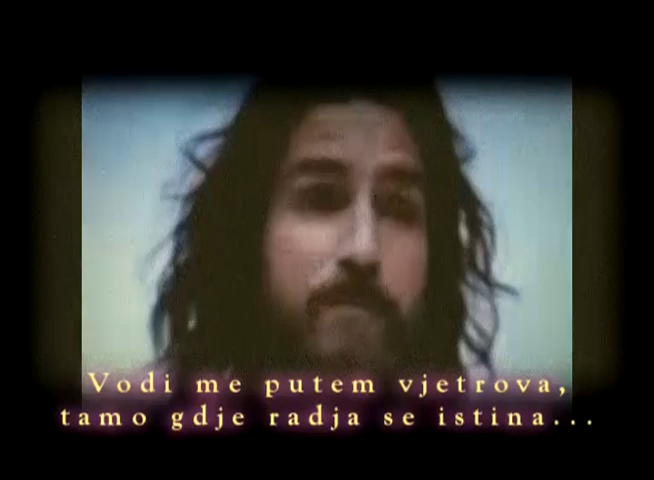 Vodi me putem vjetrova,
tamo gdje radja se istina...